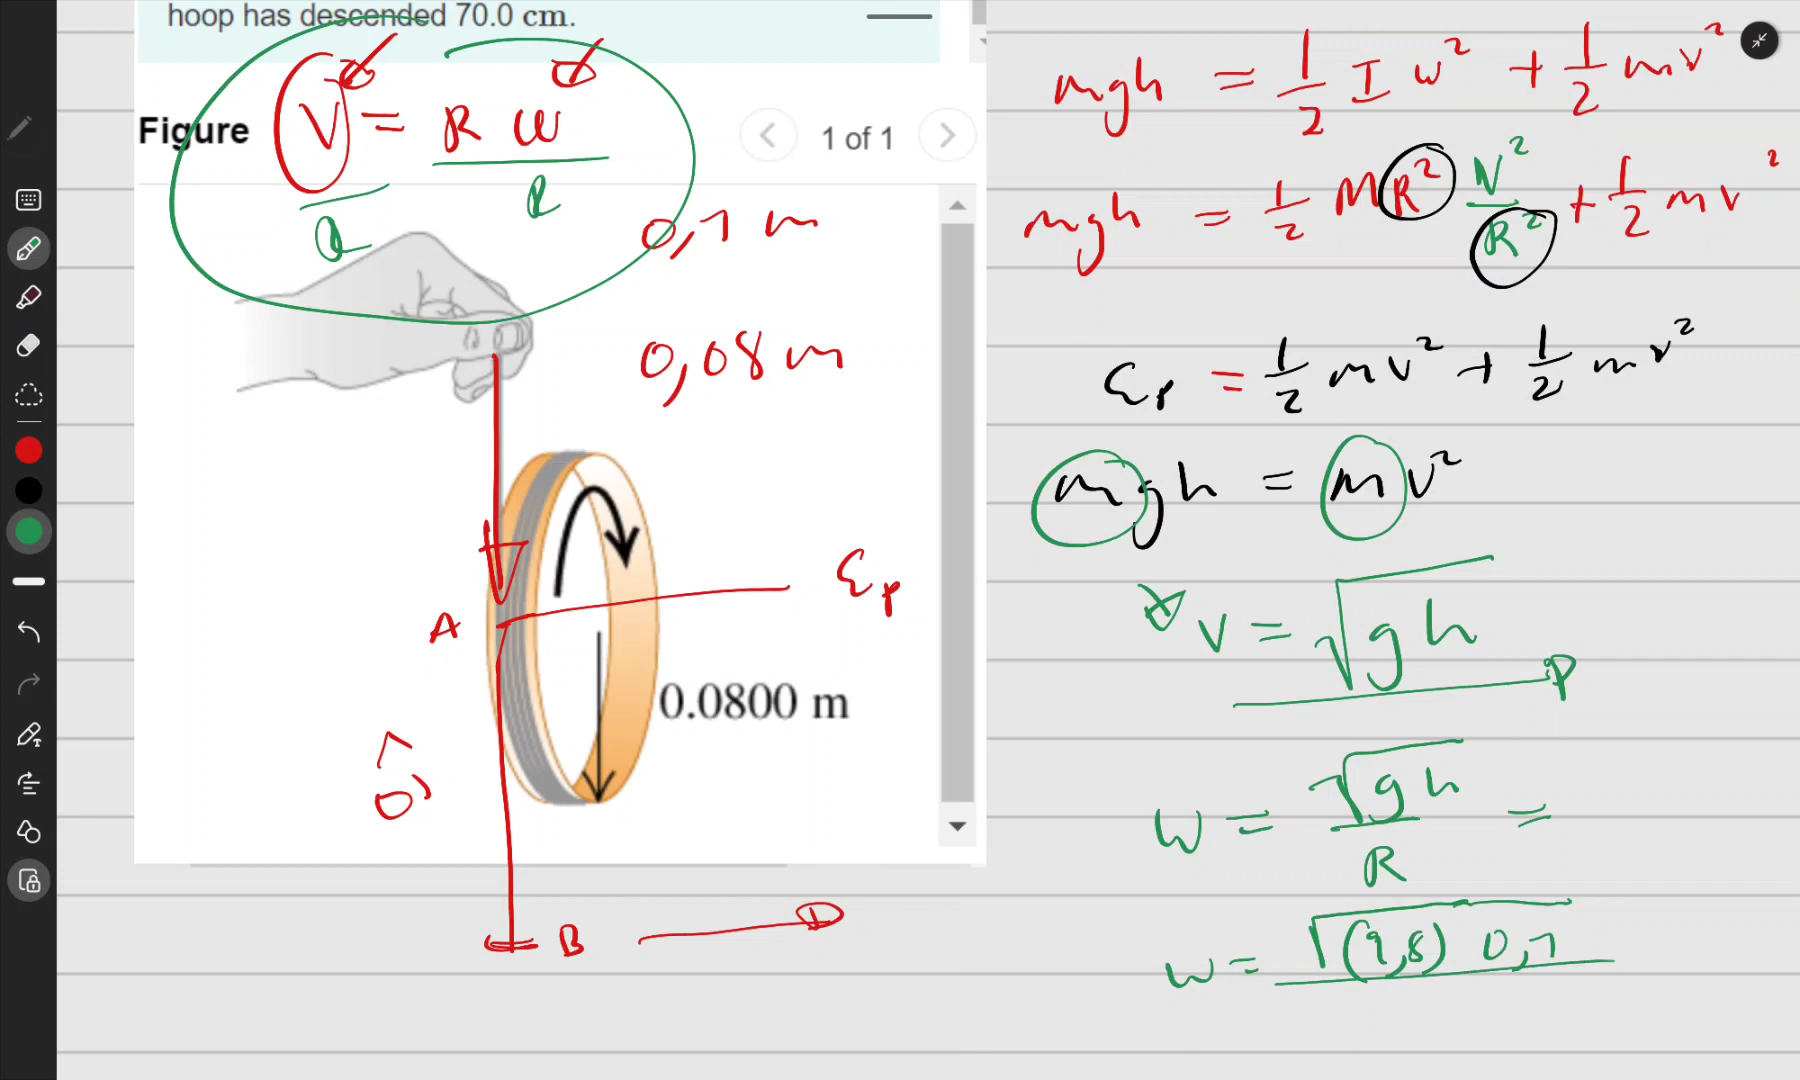 hoop has descended 70.0 cm.
Figure
1 of 1
V = R ω
R R
0,7 m
0,08 m
A
Ep
0.0800 m
B
mgh = 1/2 I ω² + 1/2 mv²
mgh = 1/2 MR² V²/R² + 1/2 mv²
Ep = 1/2 mv² + 1/2 mv²
mgh = mv²
v = √gh
ω = √gh / R =
ω = √(9,8) 0,7